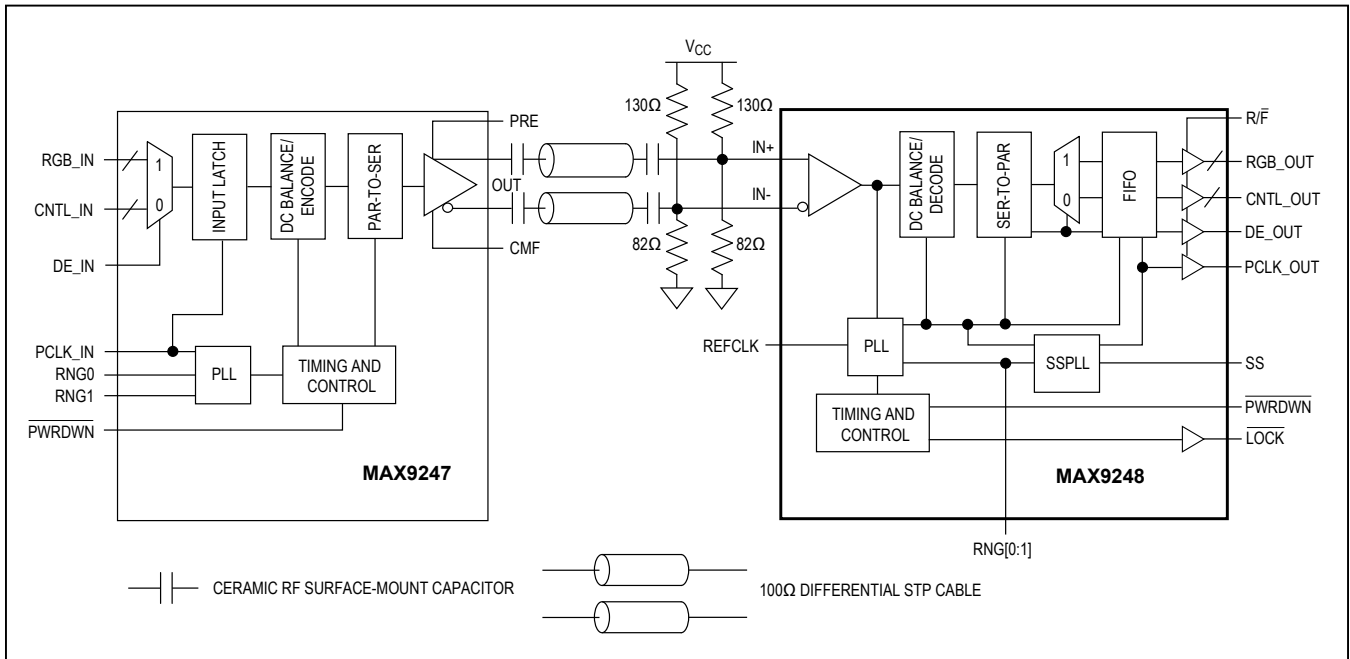 VCC
130Ω
130Ω
PRE
RGB_IN
1
0
CNTL_IN
DE_IN
INPUT LATCH
DC BALANCE/
ENCODE
PAR-TO-SER
OUT
CMF
PCLK_IN
RNG0
RNG1
PWRDWN
PLL
TIMING AND
CONTROL
MAX9247
82Ω
82Ω
IN+
IN-
DC BALANCE/
DECODE
SER-TO-PAR
1
0
FIFO
R/F̅
RGB_OUT
CNTL_OUT
DE_OUT
PCLK_OUT
REFCLK
PLL
SSPLL
SS
TIMING AND
CONTROL
PWRDWN
LOCK
MAX9248
RNG[0:1]
CERAMIC RF SURFACE-MOUNT CAPACITOR
100Ω DIFFERENTIAL STP CABLE